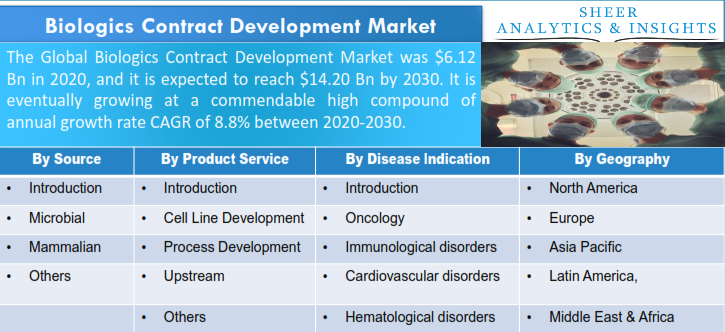 Biologics Contract Development Market
SHEER
ANALYTICS & INSIGHTS
The Global Biologics Contract Development Market was $6.12
Bn in 2020, and it is expected to reach $14.20 Bn by 2030. It is
eventually growing at a commendable high compound of
annual growth rate CAGR of 8.8% between 2020-2030.
By Source By Product Service By Disease Indication By Geography
• Introduction • Introduction • Introduction • North America
• Microbial • Cell Line Development • Oncology • Europe
• Mammalian • Process Development • Immunological disorders • Asia Pacific
• Others • Upstream • Cardiovascular disorders • Latin America,
• Others • Hematological disorders • Middle East & Africa